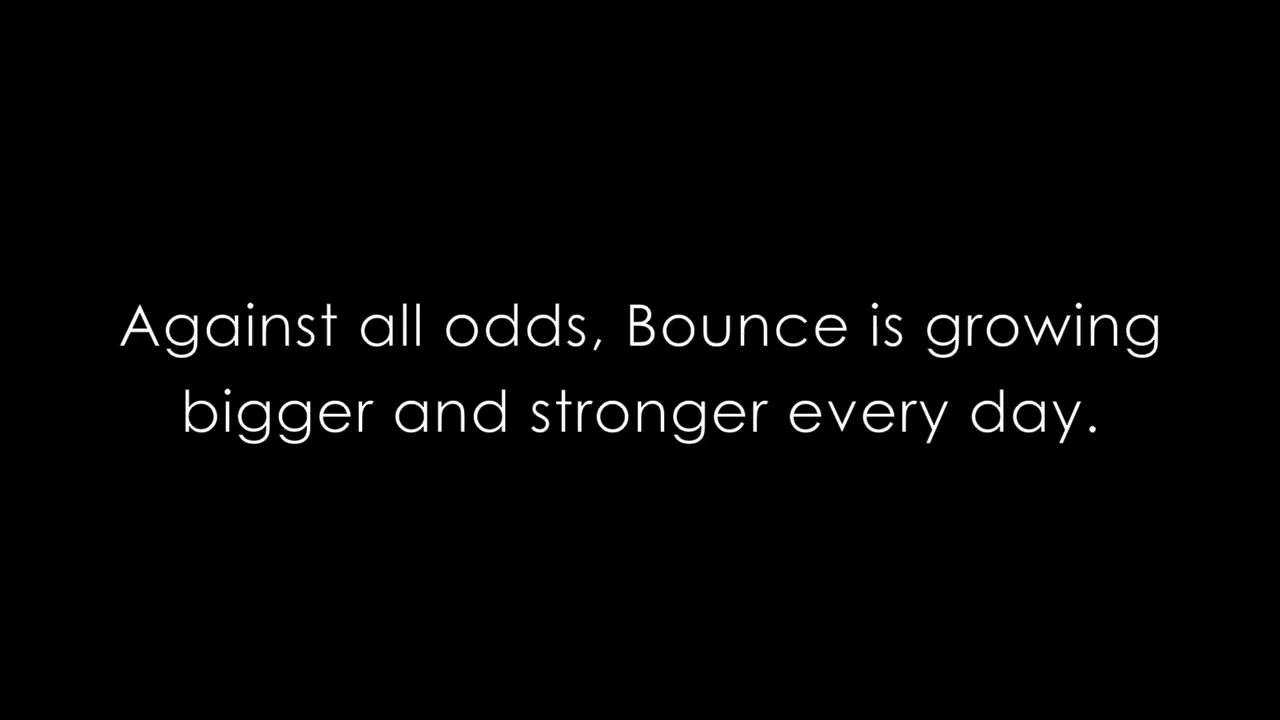 Against all odds, Bounce is growing
bigger and stronger every day.